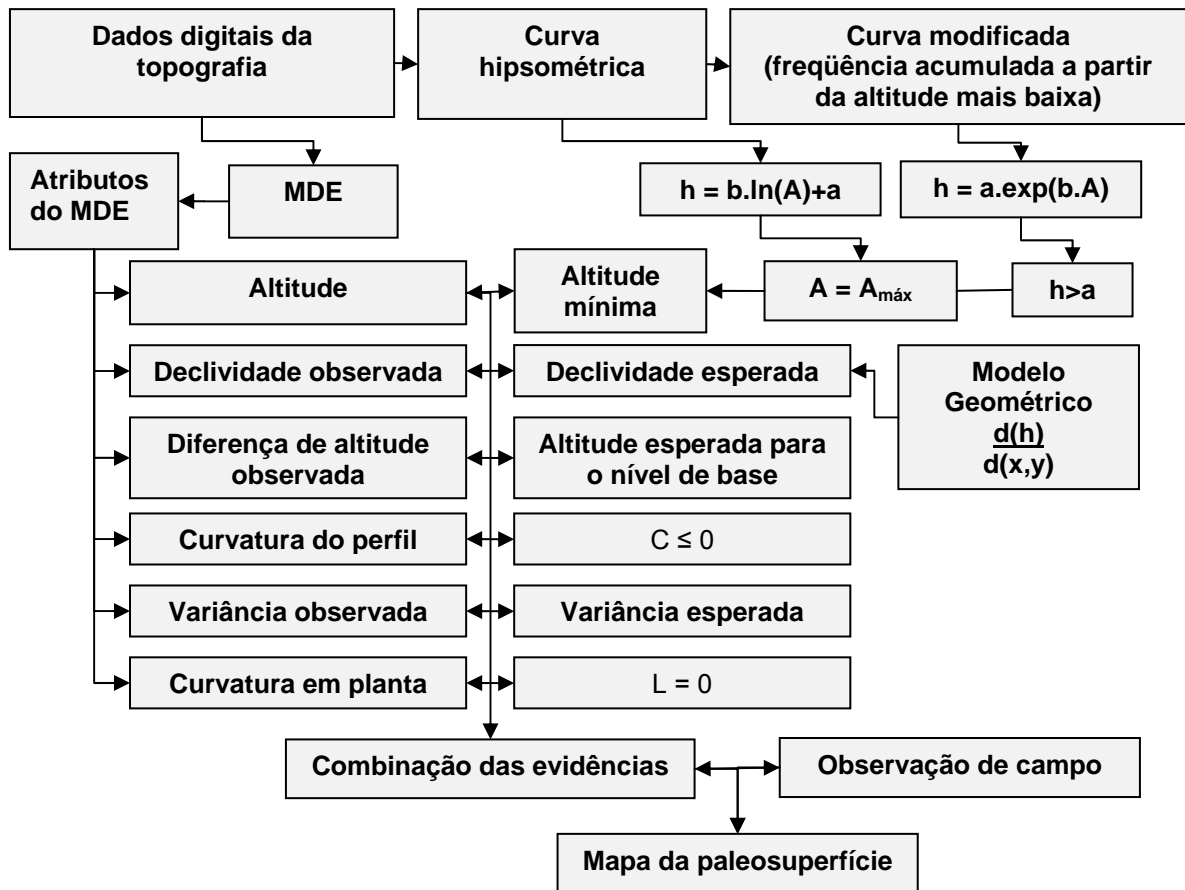 Dados digitais da
topografia
Curva
hipsométrica
Curva modificada
(freqüência acumulada a partir
da altitude mais baixa)
Atributos
do MDE
MDE
h = b.ln(A)+a
h = a.exp(b.A)
Altitude
Altitude
mínima
A = Amáx
h>a
Declividade observada
Declividade esperada
Modelo
Geométrico
d(h)
d(x,y)
Diferença de altitude
observada
Altitude esperada para
o nível de base
Curvatura do perfil
C ≤ 0
Variância observada
Variância esperada
Curvatura em planta
L = 0
Combinação das evidências
Observação de campo
Mapa da paleosuperfície